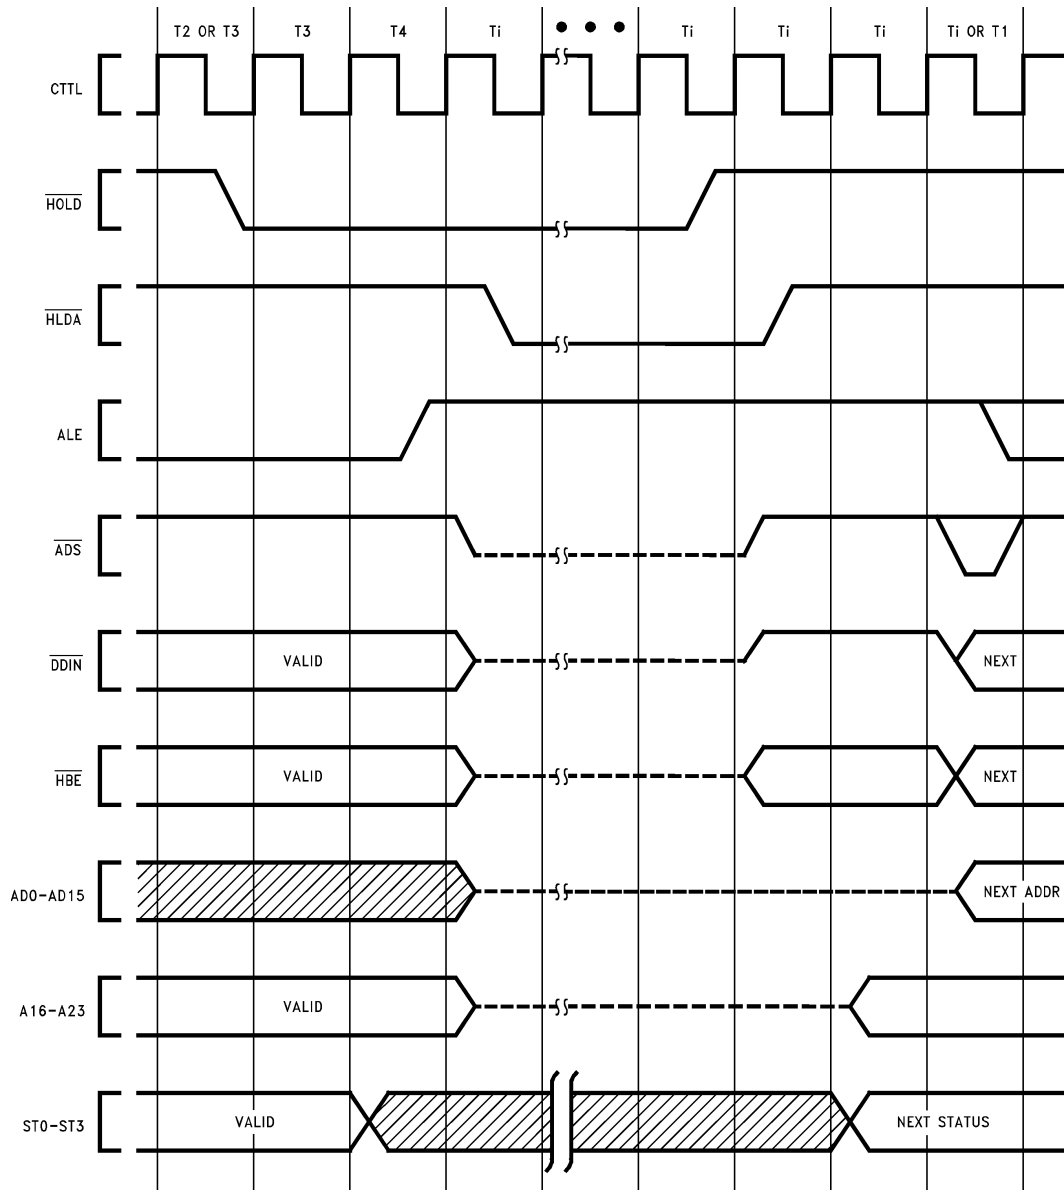 T2 OR T3 T3 T4 Ti • • • Ti Ti Ti Ti OR T1
CTTL
HOLD
HLDA
ALE
ADS
DDIN VALID NEXT
HBE VALID NEXT
AD0-AD15 NEXT ADDR
A16-A23 VALID
ST0-ST3 VALID NEXT STATUS